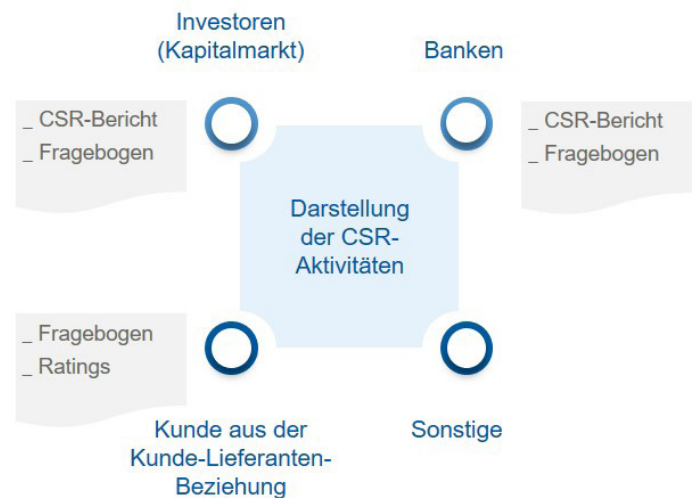 Investoren
(Kapitalmarkt)
Banken
_ CSR-Bericht
_ Fragebogen
_ CSR-Bericht
_ Fragebogen
Darstellung
der CSR-
Aktivitäten
_ Fragebogen
_ Ratings
Kunde aus der
Kunde-Lieferanten-
Beziehung
Sonstige